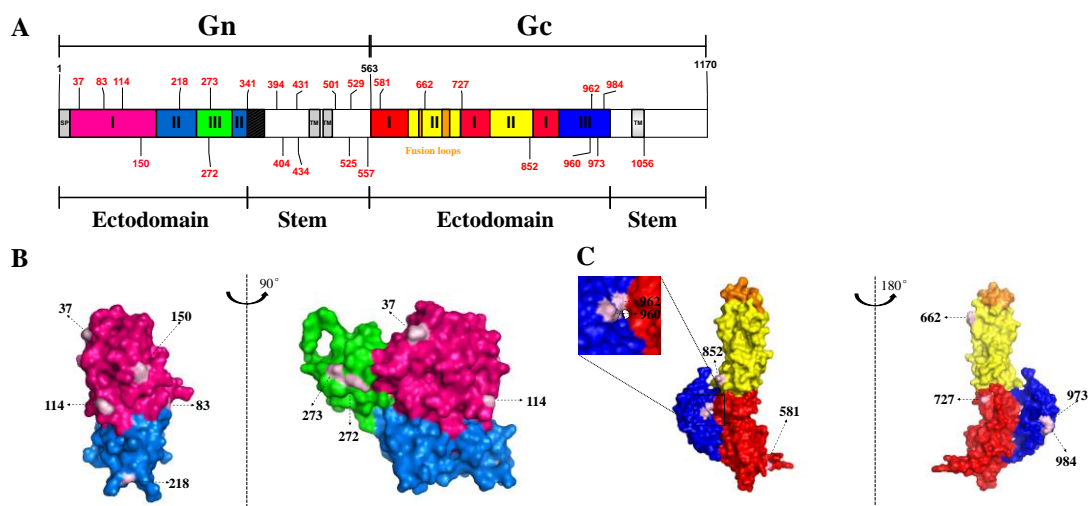 A
Gn
Gc
1
563
1170
37
83
114
218
273
341
394
431
501
529
581
662
727
962
984
SP
I
II
III
II
TM
TM
I
II
I
II
I
III
TM
Fusion loops
150
272
404
434
525
557
852
960
973
1056
Ectodomain
Stem
Ectodomain
Stem
B
90°
37
150
114
83
218
37
273
272
114
C
180°
962
960
852
581
662
727
973
984